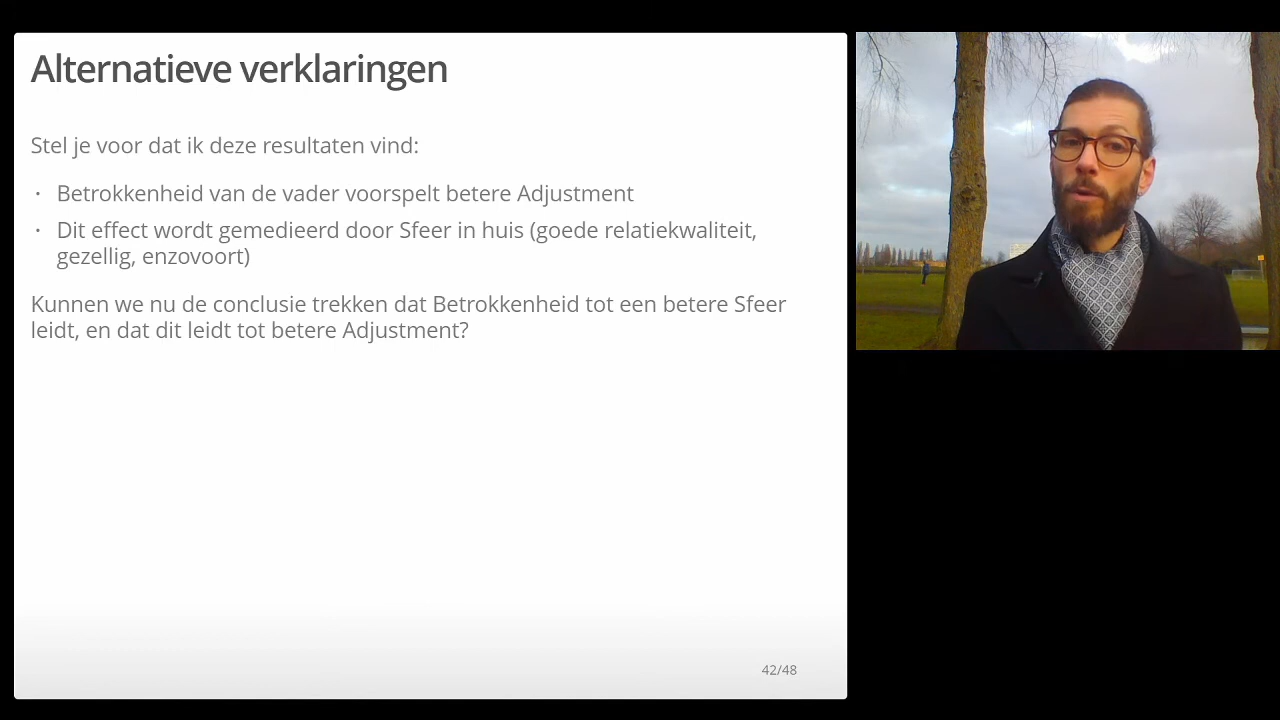 Alternatieve verklaringen
Stel je voor dat ik deze resultaten vind:
· Betrokkenheid van de vader voorspelt betere Adjustment
· Dit effect wordt gemedieerd door Sfeer in huis (goede relatiekwaliteit,
gezellig, enzovoort)
Kunnen we nu de conclusie trekken dat Betrokkenheid tot een betere Sfeer
leidt, en dat dit leidt tot betere Adjustment?
42/48